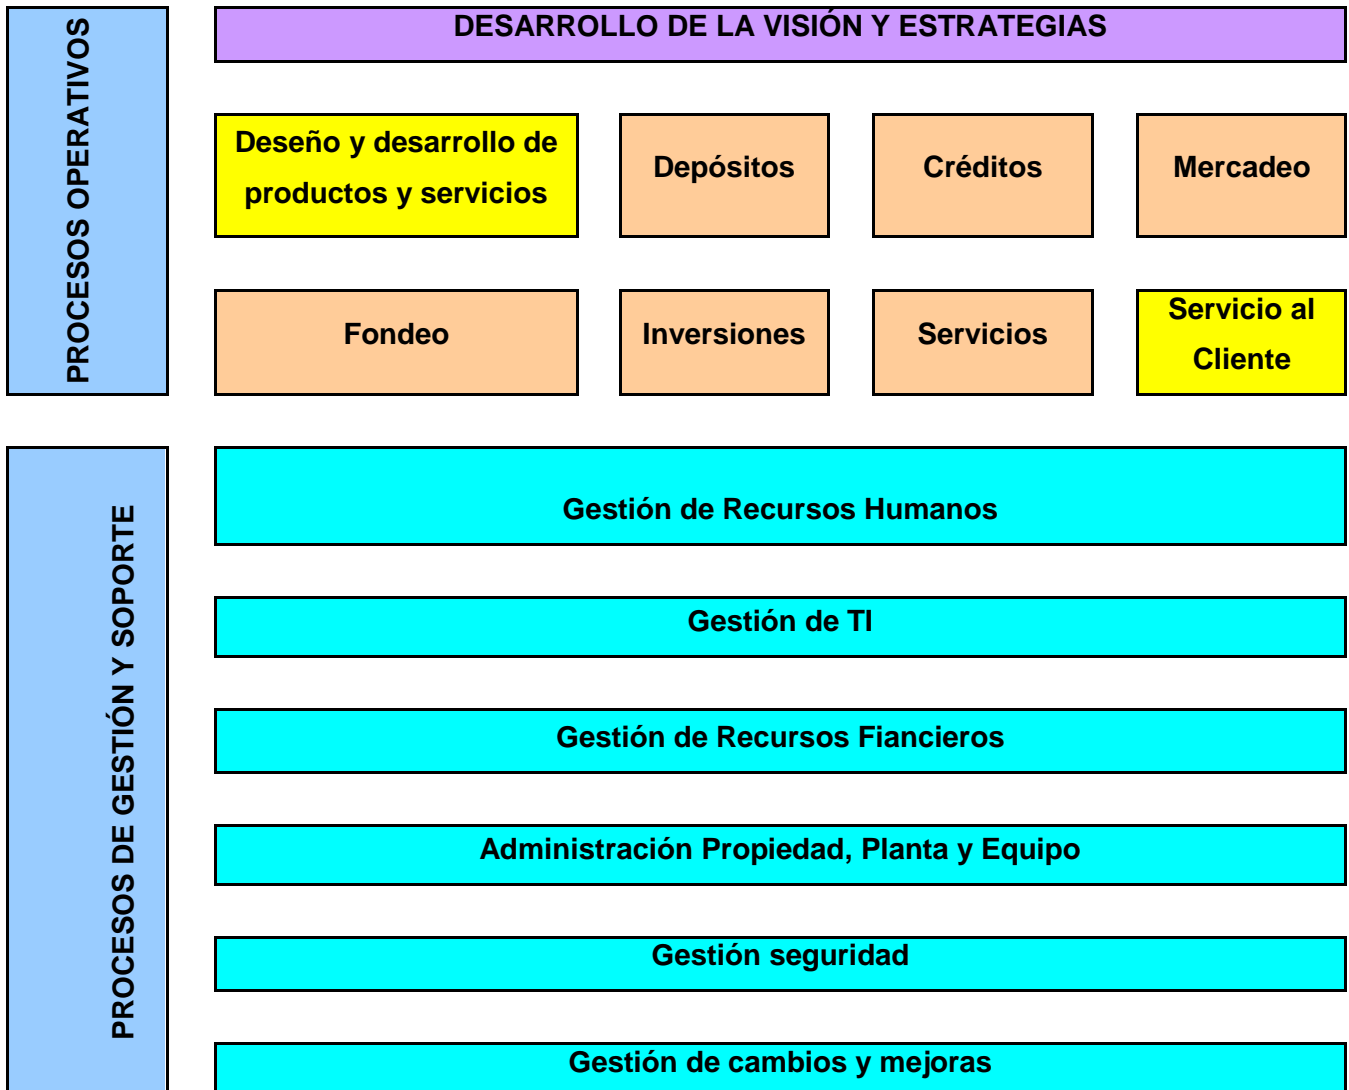 PROCESOS OPERATIVOS
DESARROLLO DE LA VISIÓN Y ESTRATEGIAS
Deseño y desarrollo de
productos y servicios
Depósitos
Créditos
Mercadeo
Fondeo
Inversiones
Servicios
Servicio al
Cliente
PROCESOS DE GESTIÓN Y SOPORTE
Gestión de Recursos Humanos
Gestión de TI
Gestión de Recursos Fiancieros
Administración Propiedad, Planta y Equipo
Gestión seguridad
Gestión de cambios y mejoras